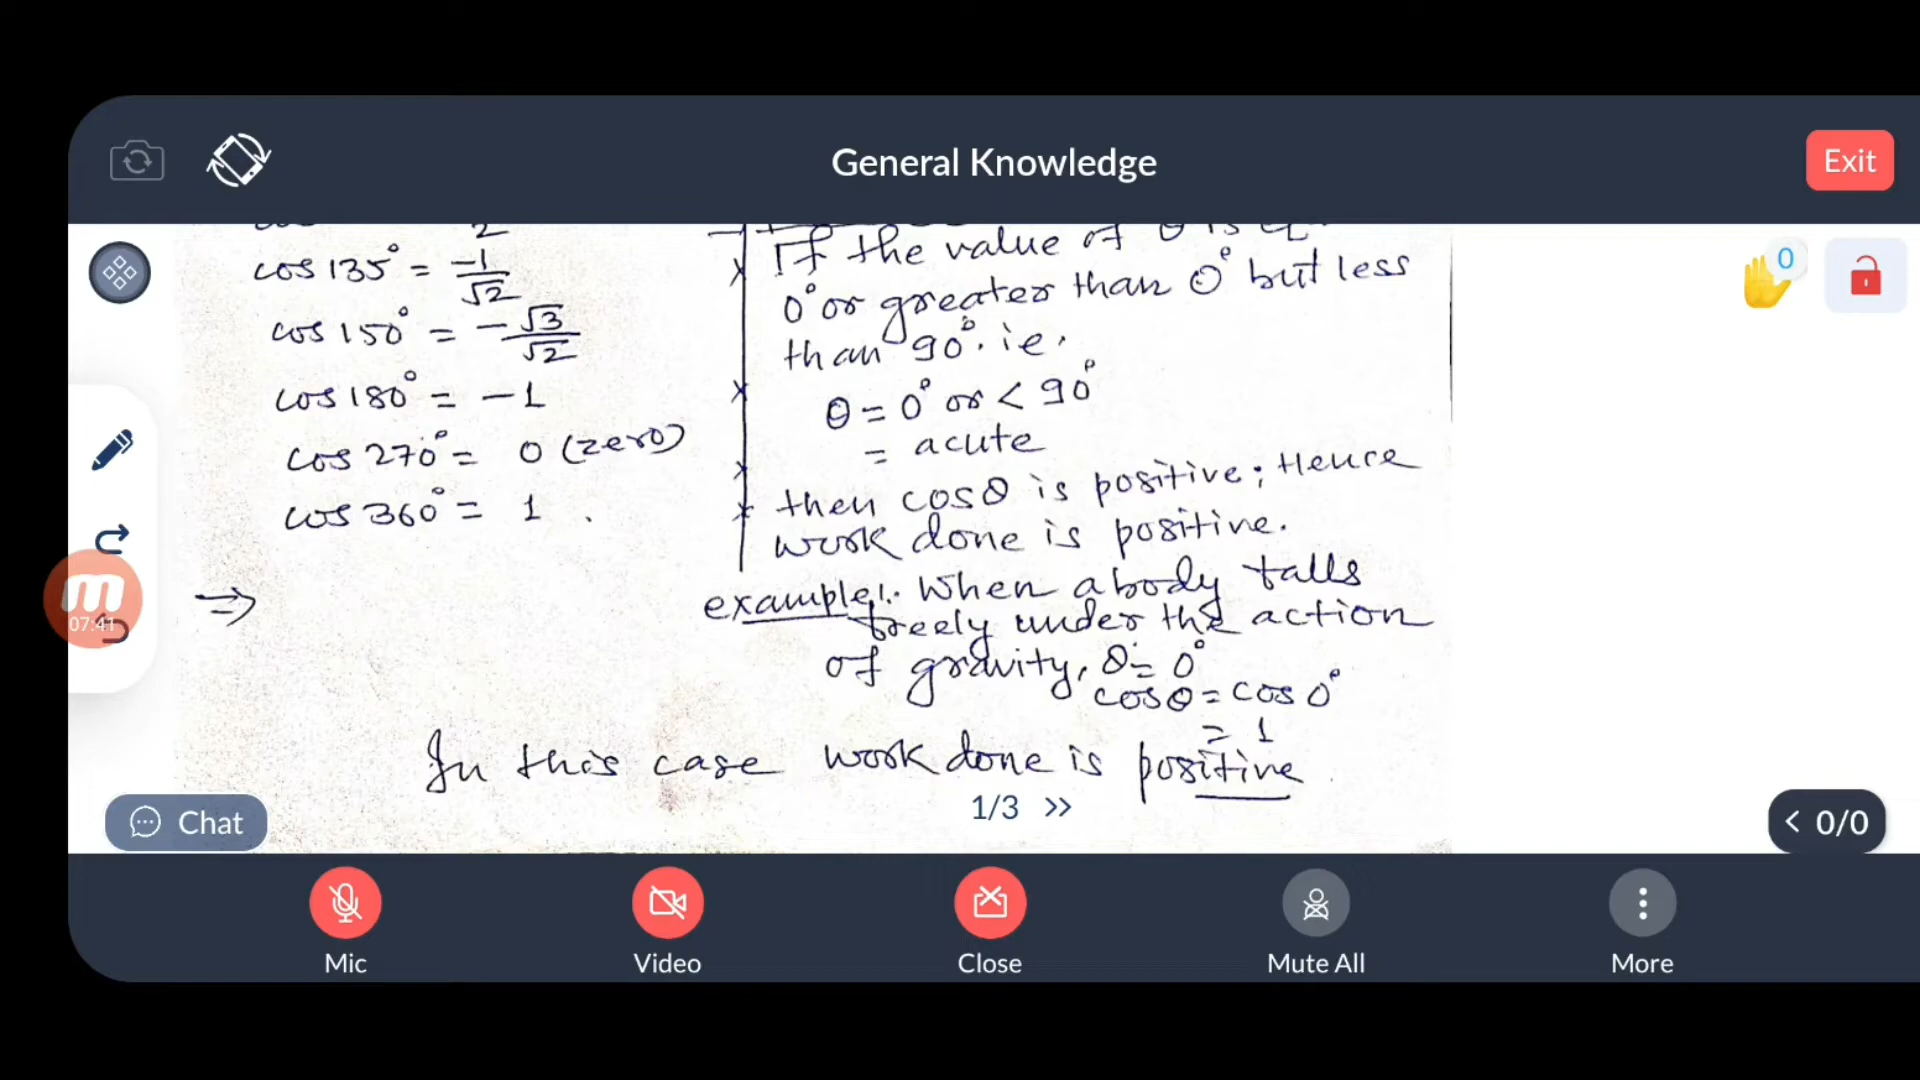 General Knowledge
Exit
cos 135° = -1/√2
cos 150° = -√3/√2
cos 180° = -1
cos 270° = 0 (zero)
cos 360° = 1 .
⇒
If the value of θ is
0° or greater than 0° but less
than 90°. ie.
θ = 0° or < 90°
= acute
then cosθ is positive; Hence
work done is positive.
example1:. When a body falls
freely under the action
of gravity, θ = 0°
cosθ = cos 0°
= 1
In this case work done is positive
0
07:41
1/3 >>
Chat
< 0/0
Mic
Video
Close
Mute All
More